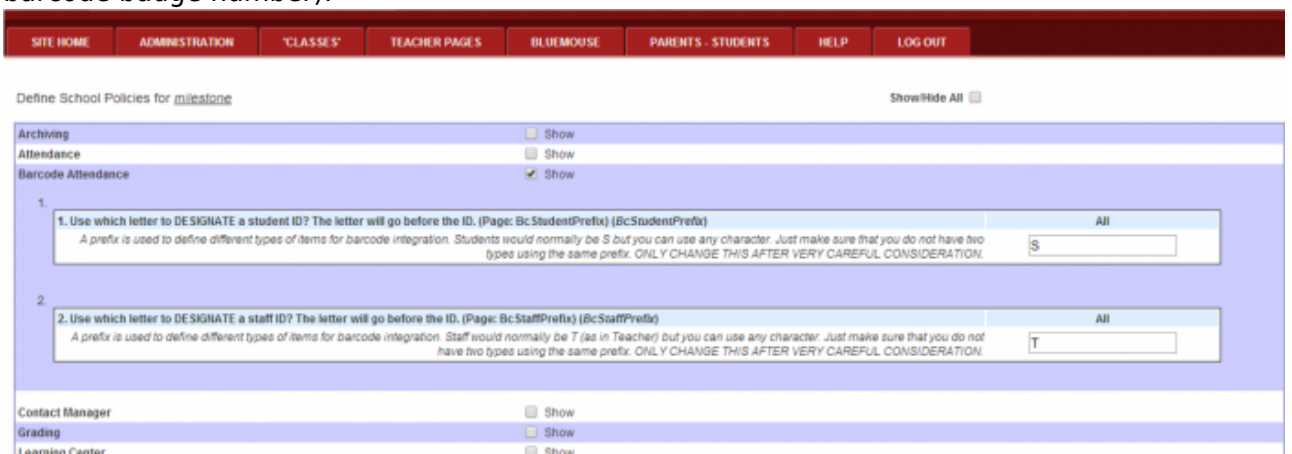 barcode badge number).
SITE HOME ADMINISTRATION 'CLASSES' TEACHER PAGES BLUEMOUSE PARENTS - STUDENTS HELP LOG OUT
Define School Policies for milestone Show/Hide All
Archiving Show
Attendance Show
Barcode Attendance Show
1.
1. Use which letter to DESIGNATE a student ID? The letter will go before the ID. (Page: BcStudentPrefix) (BcStudentPrefix) All
A prefix is used to define different types of items for barcode integration. Students would normally be S but you can use any character. Just make sure that you do not have two
types using the same prefix. ONLY CHANGE THIS AFTER VERY CAREFUL CONSIDERATION.
S
2.
2. Use which letter to DESIGNATE a staff ID? The letter will go before the ID. (Page: BcStaffPrefix) (BcStaffPrefix) All
A prefix is used to define different types of items for barcode integration. Staff would normally be T (as in Teacher) but you can use any character. Just make sure that you do not
have two types using the same prefix. ONLY CHANGE THIS AFTER VERY CAREFUL CONSIDERATION.
T
Contact Manager Show
Grading Show
Learning Center Show